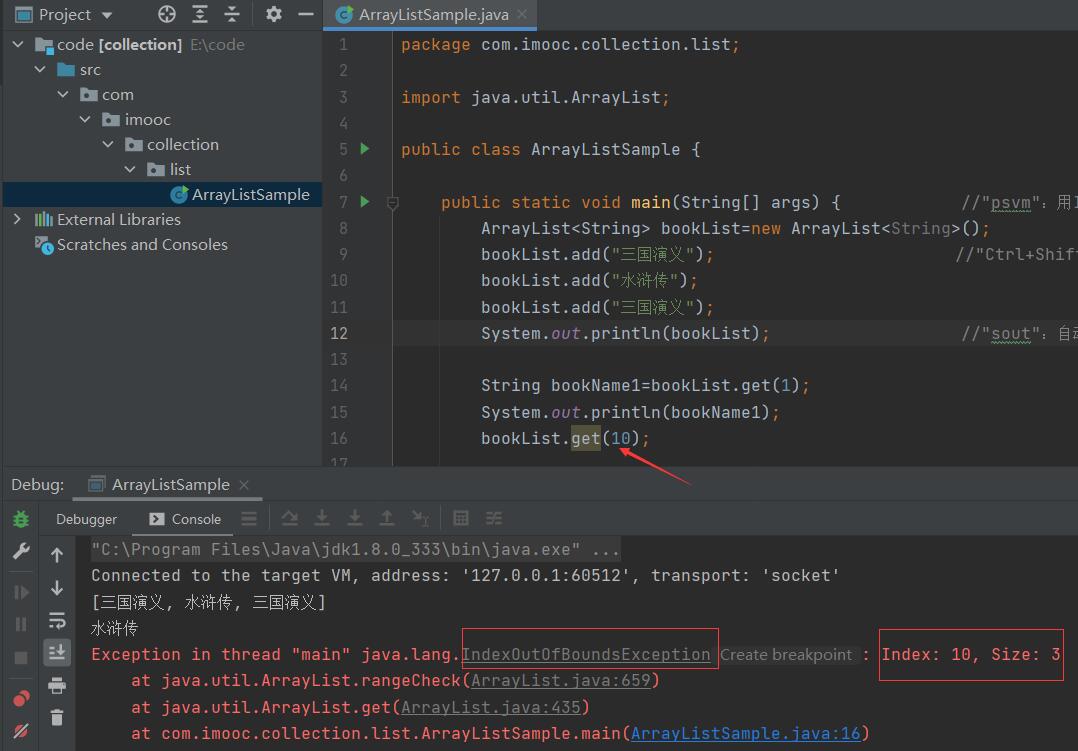 Project
ArrayListSample.java
code [collection] E:\code
src
com
imooc
collection
list
ArrayListSample
External Libraries
Scratches and Consoles
1 package com.imooc.collection.list;
2
3 import java.util.ArrayList;
4
5 public class ArrayListSample {
6
7 public static void main(String[] args) { //"psvm": 用
8 ArrayList<String> bookList=new ArrayList<String>();
9 bookList.add("三国演义"); //"Ctrl+Shift
10 bookList.add("水浒传");
11 bookList.add("三国演义");
12 System.out.println(bookList); //"sout": 自动
13
14 String bookName1=bookList.get(1);
15 System.out.println(bookName1);
16 bookList.get(10);
17
Debug: ArrayListSample
Debugger Console
"C:\Program Files\Java\jdk1.8.0_333\bin\java.exe" ...
Connected to the target VM, address: '127.0.0.1:60512', transport: 'socket'
[三国演义, 水浒传, 三国演义]
水浒传
Exception in thread "main" java.lang.IndexOutOfBoundsException Create breakpoint : Index: 10, Size: 3
at java.util.ArrayList.rangeCheck(ArrayList.java:659)
at java.util.ArrayList.get(ArrayList.java:435)
at com.imooc.collection.list.ArrayListSample.main(ArrayListSample.java:16)